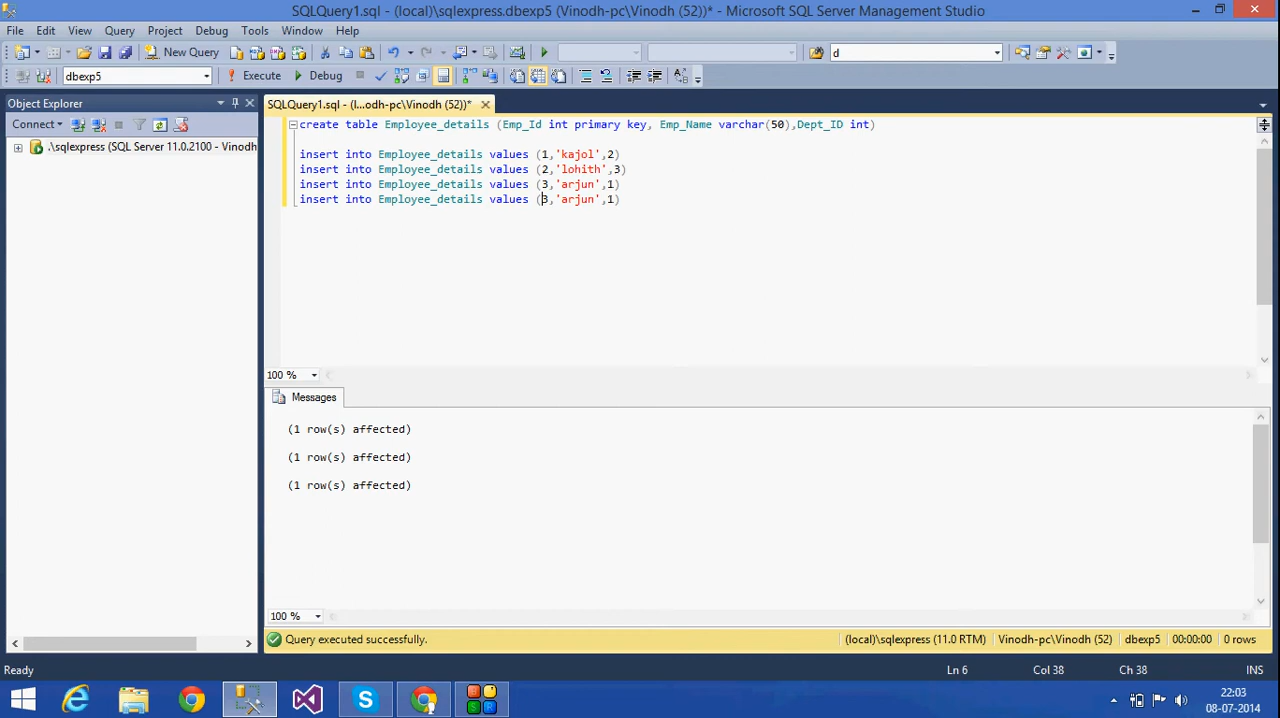 SQLQuery1.sql - (local)\sqlexpress.dbexp5 (Vinodh-pc\Vinodh (52))* - Microsoft SQL Server Management Studio
File Edit View Query Project Debug Tools Window Help
New Query d
dbexp5 Execute Debug
Object Explorer
SQLQuery1.sql - (l...odh-pc\Vinodh (52))*
Connect
.\sqlexpress (SQL Server 11.0.2100 - Vinodh
create table Employee_details (Emp_Id int primary key, Emp_Name varchar(50),Dept_ID int)
insert into Employee_details values (1,'kajol',2)
insert into Employee_details values (2,'lohith',3)
insert into Employee_details values (3,'arjun',1)
insert into Employee_details values (3,'arjun',1)
100 %
Messages
(1 row(s) affected)
(1 row(s) affected)
(1 row(s) affected)
100 %
Query executed successfully. (local)\sqlexpress (11.0 RTM) Vinodh-pc\Vinodh (52) dbexp5 00:00:00 0 rows
Ready Ln 6 Col 38 Ch 38 INS
22:03
08-07-2014